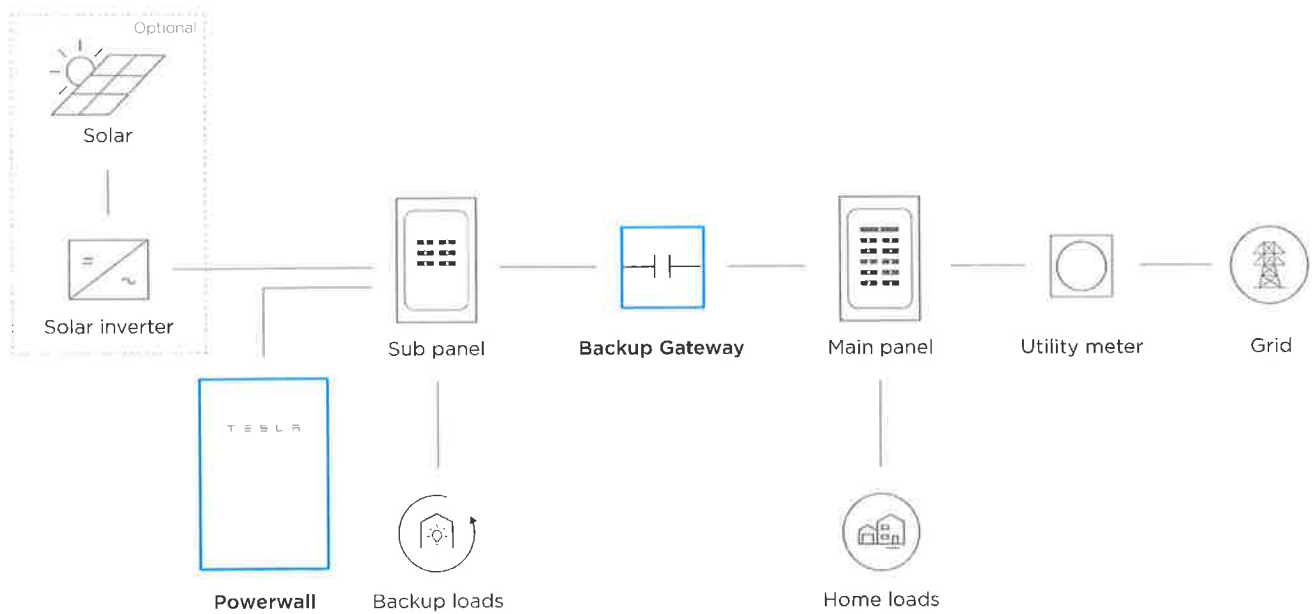 Optional
Solar
Solar inverter
Sub panel
Backup Gateway
Main panel
Utility meter
Grid
TESLA
Powerwall
Backup loads
Home loads